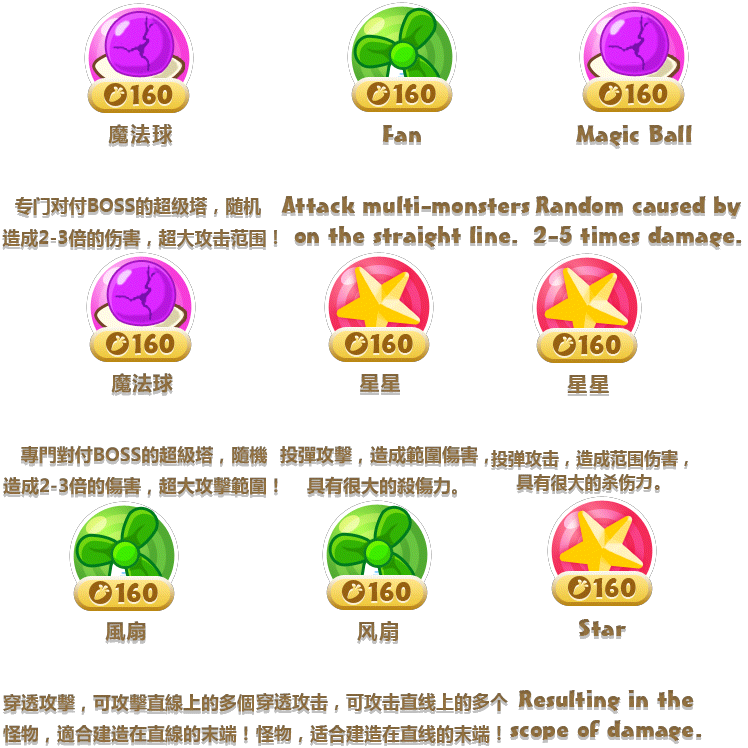 160
160
160
魔法球
Fan
Magic Ball
专门对付BOSS的超级塔，随机
造成2-3倍的伤害，超大攻击范围！
Attack multi-monsters
on the straight line.
Random caused by
2-5 times damage.
160
160
160
魔法球
星星
星星
專門對付BOSS的超級塔，隨機
造成2-3倍的傷害，超大攻擊範圍！
投彈攻擊，造成範圍傷害，
具有很大的殺傷力。
投弹攻击，造成范围伤害，
具有很大的杀伤力。
160
160
160
風扇
风扇
Star
穿透攻擊，可攻擊直線上的多個
怪物，適合建造在直線的末端！
穿透攻击，可攻击直线上的多个
怪物，适合建造在直线的末端！
Resulting in the
scope of damage.